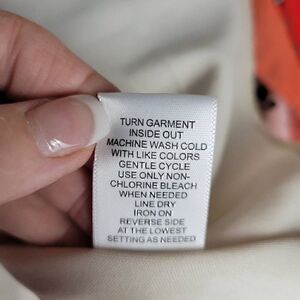 TURN GARMENT
INSIDE OUT
MACHINE WASH COLD
WITH LIKE COLORS
GENTLE CYCLE
USE ONLY NON-
CHLORINE BLEACH
WHEN NEEDED
LINE DRY
IRON ON
REVERSE SIDE
AT THE LOWEST
SETTING AS NEEDED